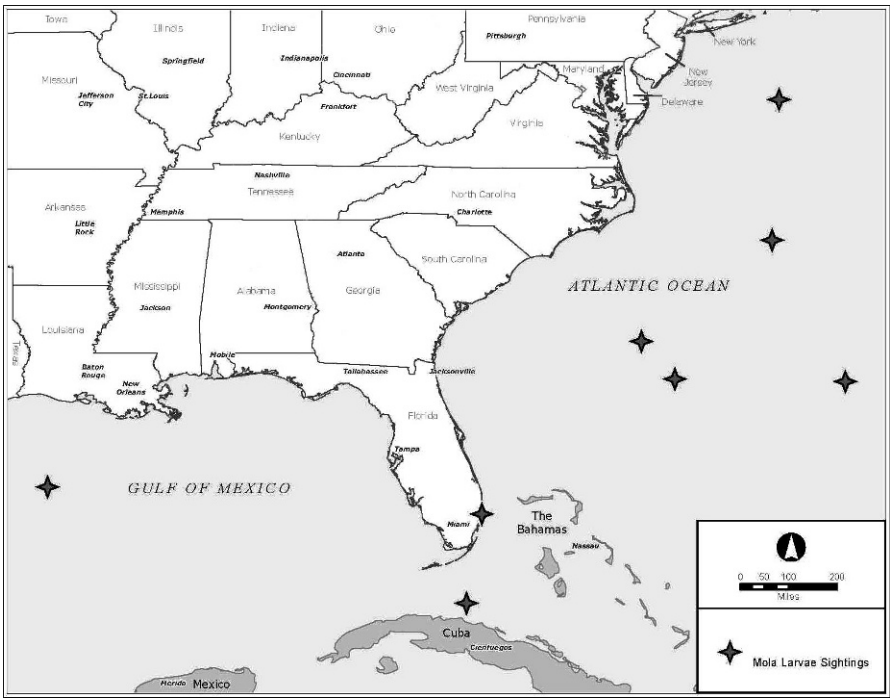 Iowa
Illinois
Indiana
Ohio
Pennsylvania
Pittsburgh
New York
Springfield
Indianapolis
Cincinnati
Maryland
New
Jersey
Missouri
Jefferson
City
St.Louis
West Virginia
Delaware
Frankfort
Kentucky
Virginia
Nashville
Tennessee
North Carolina
Arkansas
Memphis
Charlotte
Little
Rock
Atlanta
South Carolina
Mississippi
Alabama
Georgia
ATLANTIC OCEAN
Jackson
Montgomery
Louisiana
Texas
Mobile
Baton
Rouge
Tallahassee
Jacksonville
New
Orleans
Florida
Tampa
GULF OF MEXICO
Miami
The
Bahamas
Nassau
0 50 100 200
Miles
Cuba
Cienfuegos
Mola Larvae Sightings
Merida
Mexico